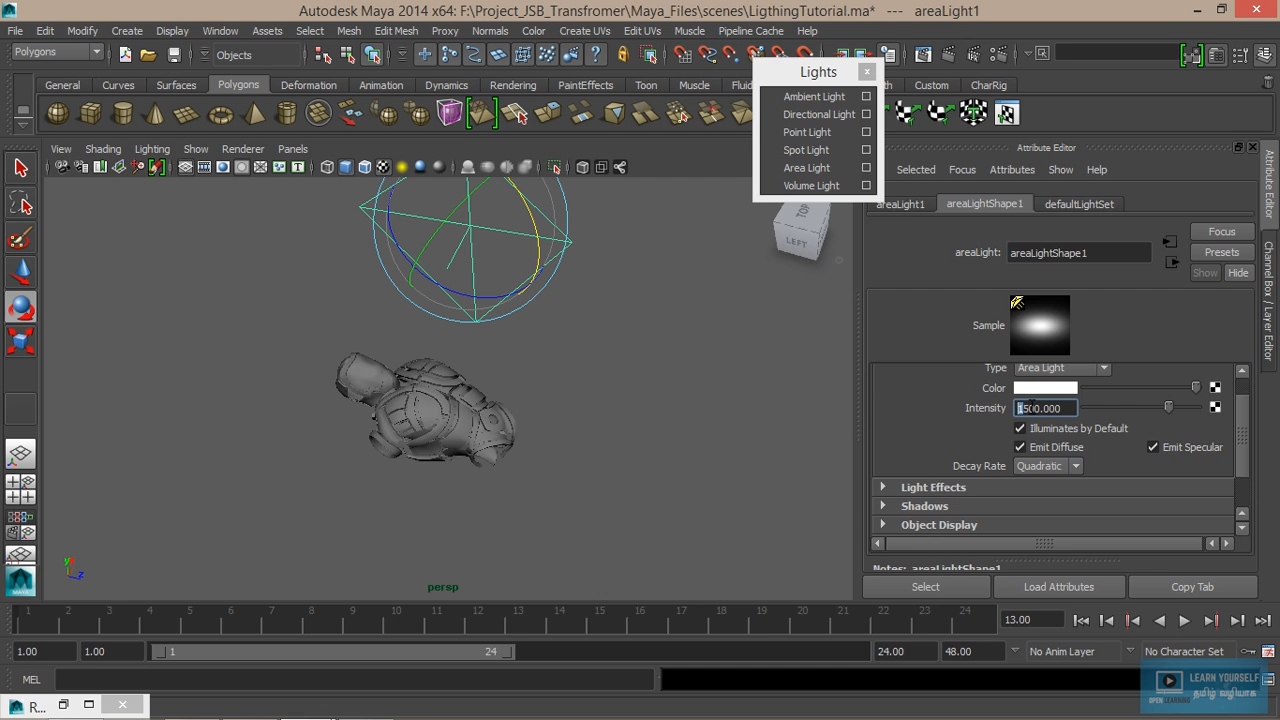 Autodesk Maya 2014 x64: F:\Project_JSB_Transfromer\Maya_Files\scenes\LigthingTutorial.ma* --- areaLight1
File Edit Modify Create Display Window Assets Select Mesh Edit Mesh Proxy Normals Color Create UVs Edit UVs Muscle Pipeline Cache Help
Polygons Objects
Lights
General Curves Surfaces Polygons Deformation Animation Dynamics Rendering PaintEffects Toon Muscle Custom CharRig
Ambient Light
Directional Light
Point Light
Spot Light
Area Light
Volume Light
View Shading Lighting Show Renderer Panels
Attribute Editor
Selected Focus Attributes Show Help
areaLight1 areaLightShape1 defaultLightSet
TOP
LEFT
Focus
areaLight: areaLightShape1 Presets
Show Hide
Sample
Type Area Light
Color
Intensity 1500.000
Illuminates by Default
Emit Diffuse Emit Specular
Decay Rate Quadratic
Light Effects
Shadows
Object Display
Notes: areaLightShape1
Select Load Attributes Copy Tab
Attribute Editor
Channel Box / Layer Editor
y
x
z
persp
1 2 3 4 5 6 7 8 9 10 11 12 13 14 15 16 17 18 19 20 21 22 23 24 13.00
1.00 1.00 1 24 24.00 48.00 No Anim Layer No Character Set
MEL
R...
LEARN YOURSELF
தமிழ் வழியாக
OPEN LEARNING